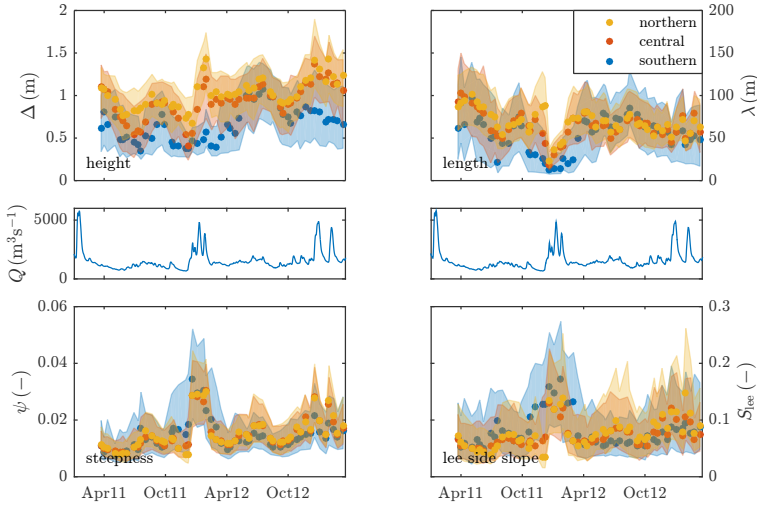 2
1.5
1
0.5
0
Δ (m)
height
200
150
100
50
0
λ (m)
length
northern
central
southern
5000
0
Q (m³s⁻¹)
0.06
0.04
0.02
0
ψ (−)
steepness
Apr11 Oct11 Apr12 Oct12
0.3
0.2
0.1
0
S_lee (−)
lee side slope
Apr11 Oct11 Apr12 Oct12